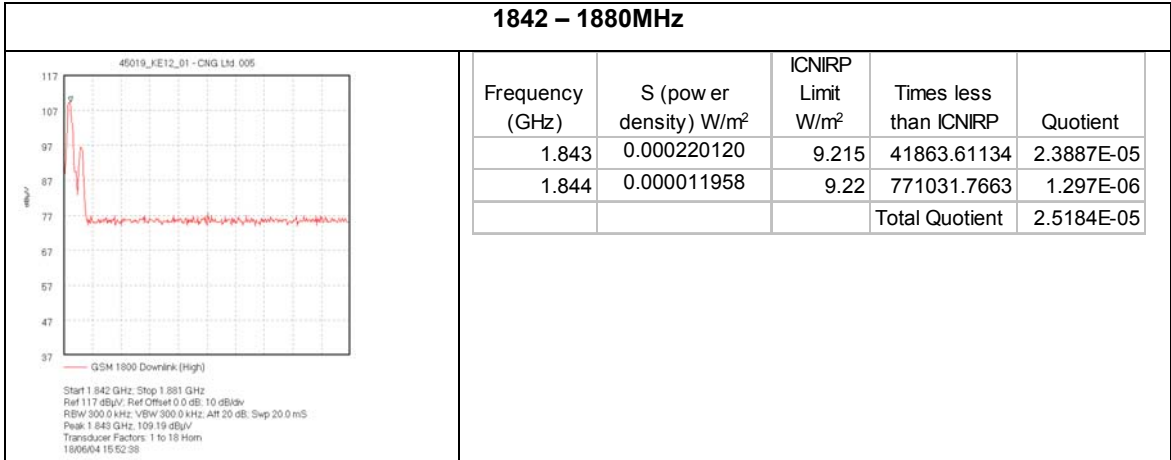 1842 – 1880MHz
45019_KE12_01 - CNG Ltd. 005
117
107
97
87
77
67
57
47
37
dBµV
GSM 1800 Downlink (High)
Start 1.842 GHz; Stop 1.881 GHz
Ref 117 dBµV; Ref Offset 0.0 dB; 10 dB/div
RBW 300.0 kHz; VBW 300.0 kHz; Att 20 dB; Swp 20.0 mS
Peak 1.843 GHz, 109.19 dBµV
Transducer Factors: 1 to 18 Horn
18/06/04 15:52:38
Frequency (GHz) S (pow er density) W/m² ICNIRP Limit W/m² Times less than ICNIRP Quotient
1.843 0.000220120 9.215 41863.61134 2.3887E-05
1.844 0.000011958 9.22 771031.7663 1.297E-06
Total Quotient 2.5184E-05